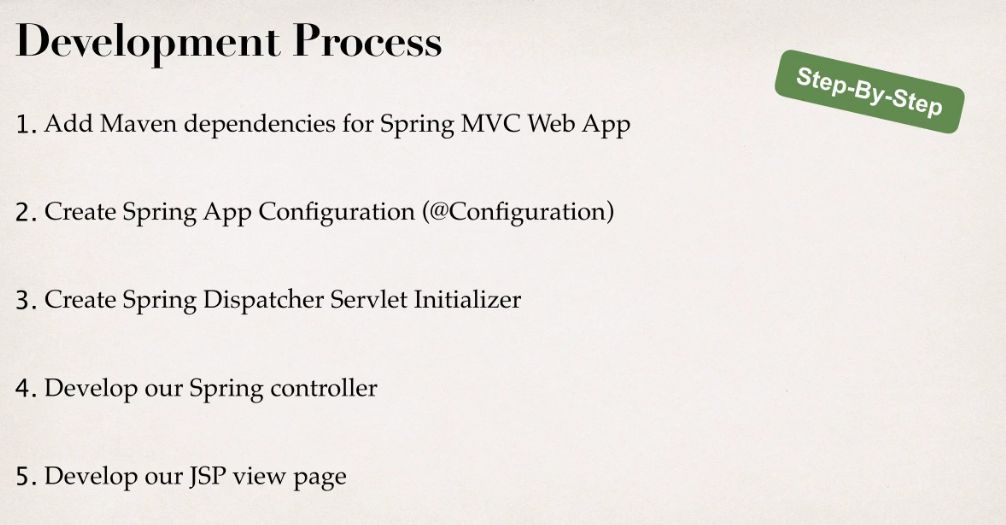 Development Process
Step-By-Step
1. Add Maven dependencies for Spring MVC Web App
2. Create Spring App Configuration (@Configuration)
3. Create Spring Dispatcher Servlet Initializer
4. Develop our Spring controller
5. Develop our JSP view page